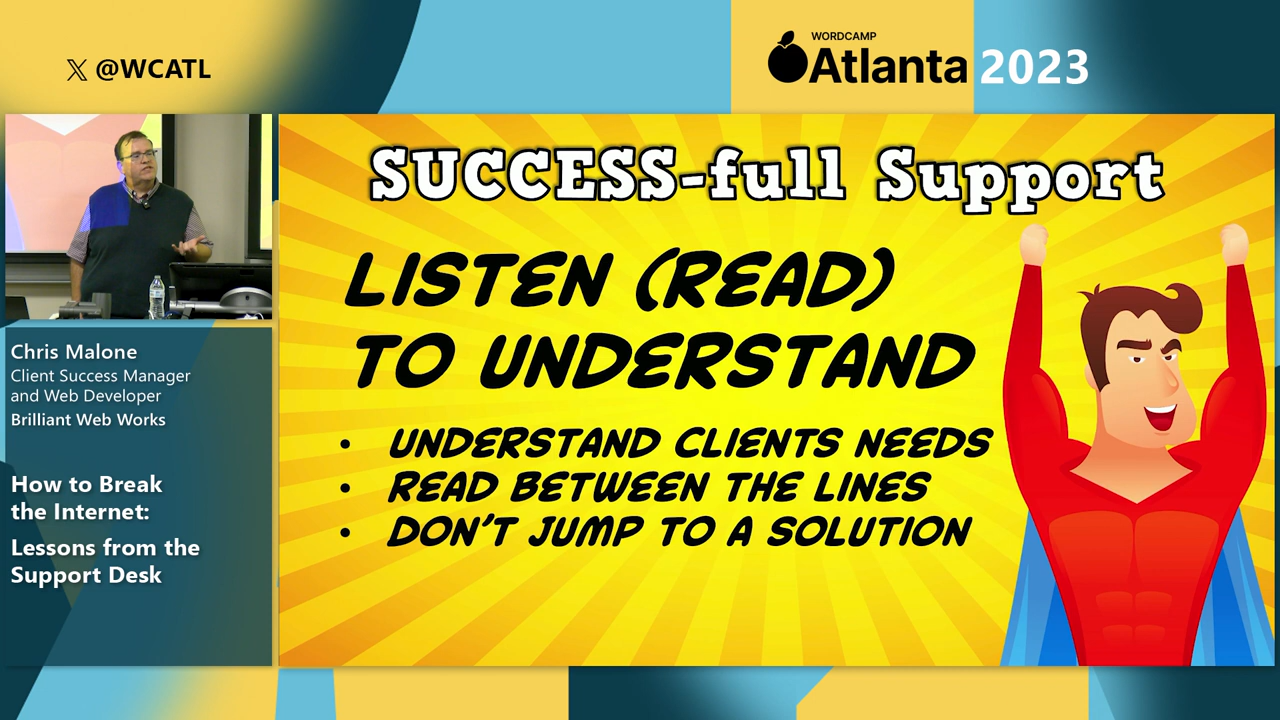 𝕏 @WCATL
WORDCAMP
Atlanta 2023
Chris Malone
Client Success Manager
and Web Developer
Brilliant Web Works
How to Break
the Internet:
Lessons from the
Support Desk
SUCCESS-full Support
LISTEN (READ)
TO UNDERSTAND
• UNDERSTAND CLIENTS NEEDS
• READ BETWEEN THE LINES
• DON'T JUMP TO A SOLUTION